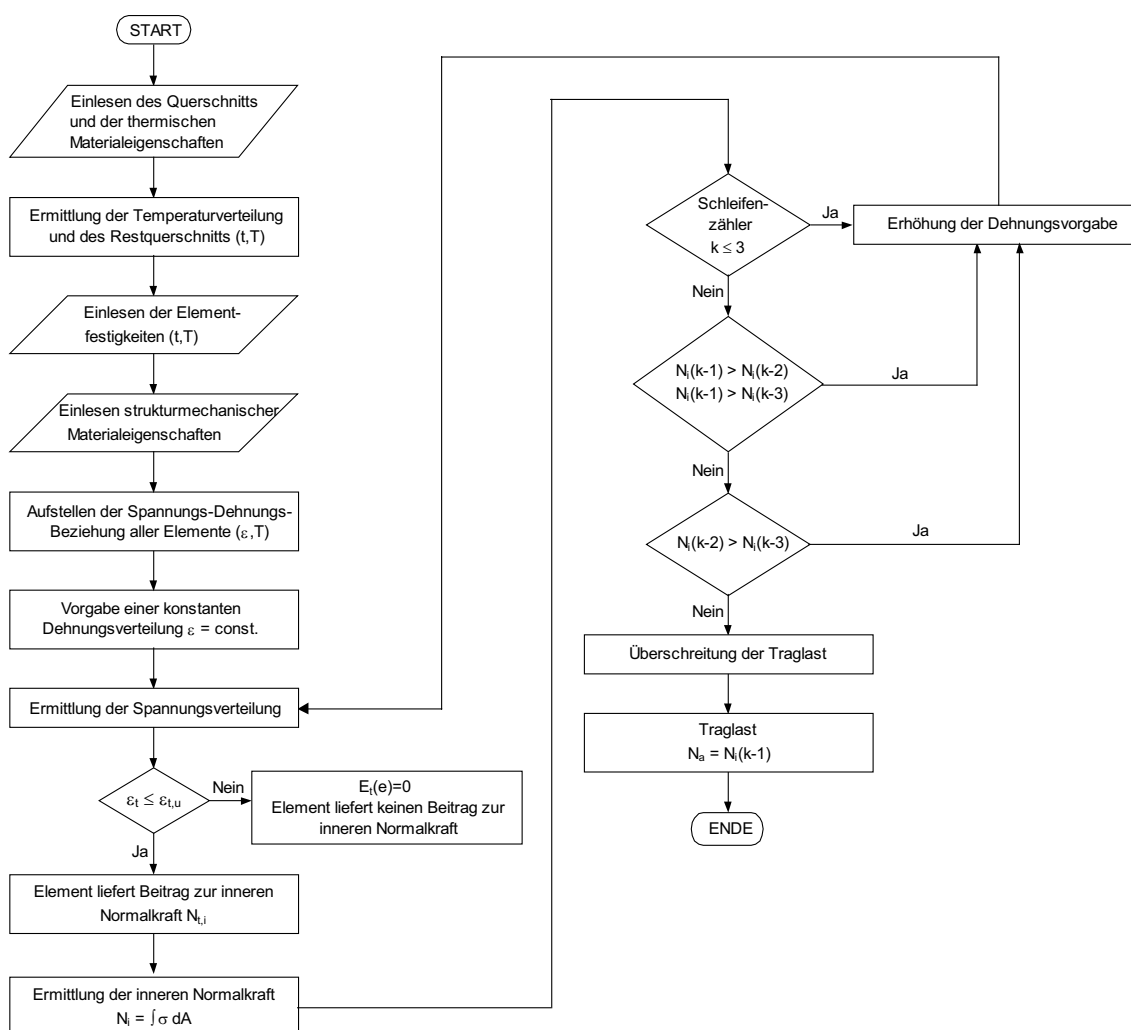 START
Einlesen des Querschnitts
und der thermischen
Materialeigenschaften
Ermittlung der Temperaturverteilung
und des Restquerschnitts (t,T)
Einlesen der Element-
festigkeiten (t,T)
Einlesen strukturmechanischer
Materialeigenschaften
Aufstellen der Spannungs-Dehnungs-
Beziehung aller Elemente (ε,T)
Vorgabe einer konstanten
Dehnungsverteilung ε = const.
Ermittlung der Spannungsverteilung
εt ≤ εt,u
Nein
Et(e)=0
Element liefert keinen Beitrag zur
inneren Normalkraft
Ja
Element liefert Beitrag zur inneren
Normalkraft Nt,i
Ermittlung der inneren Normalkraft
Ni = ∫ σ dA
Schleifen-
zähler
k ≤ 3
Ja
Erhöhung der Dehnungsvorgabe
Nein
Ni(k-1) > Ni(k-2)
Ni(k-1) > Ni(k-3)
Ja
Nein
Ni(k-2) > Ni(k-3)
Ja
Nein
Überschreitung der Traglast
Traglast
Na = Ni(k-1)
ENDE